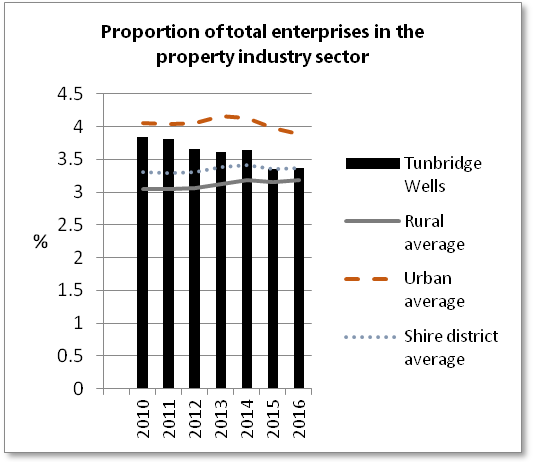 Proportion of total enterprises in the
property industry sector
4.5
4
3.5
3
2.5
2
1.5
1
0.5
0
%
2010
2011
2012
2013
2014
2015
2016
Tunbridge
Wells
Rural
average
Urban
average
Shire district
average